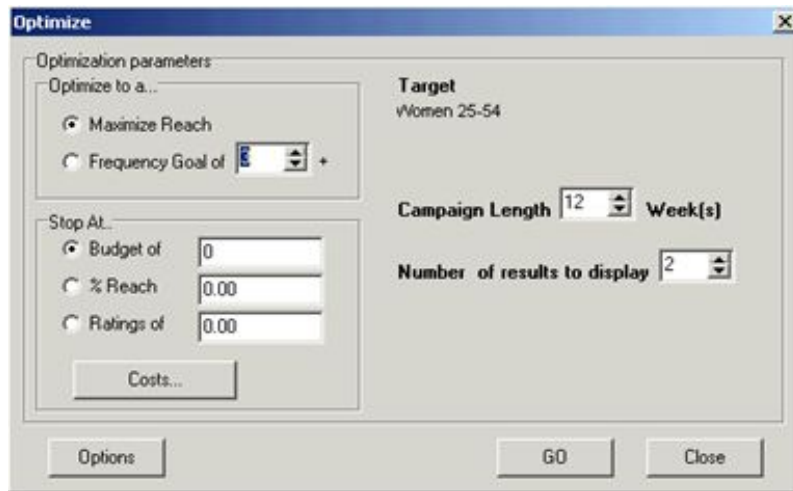 Optimize
Optimization parameters
Optimize to a...
Maximize Reach
Frequency Goal of 3 +
Stop At..
Budget of 0
% Reach 0.00
Ratings of 0.00
Costs...
Target
Women 25-54
Campaign Length 12 Week(s)
Number of results to display 2
Options
GO
Close